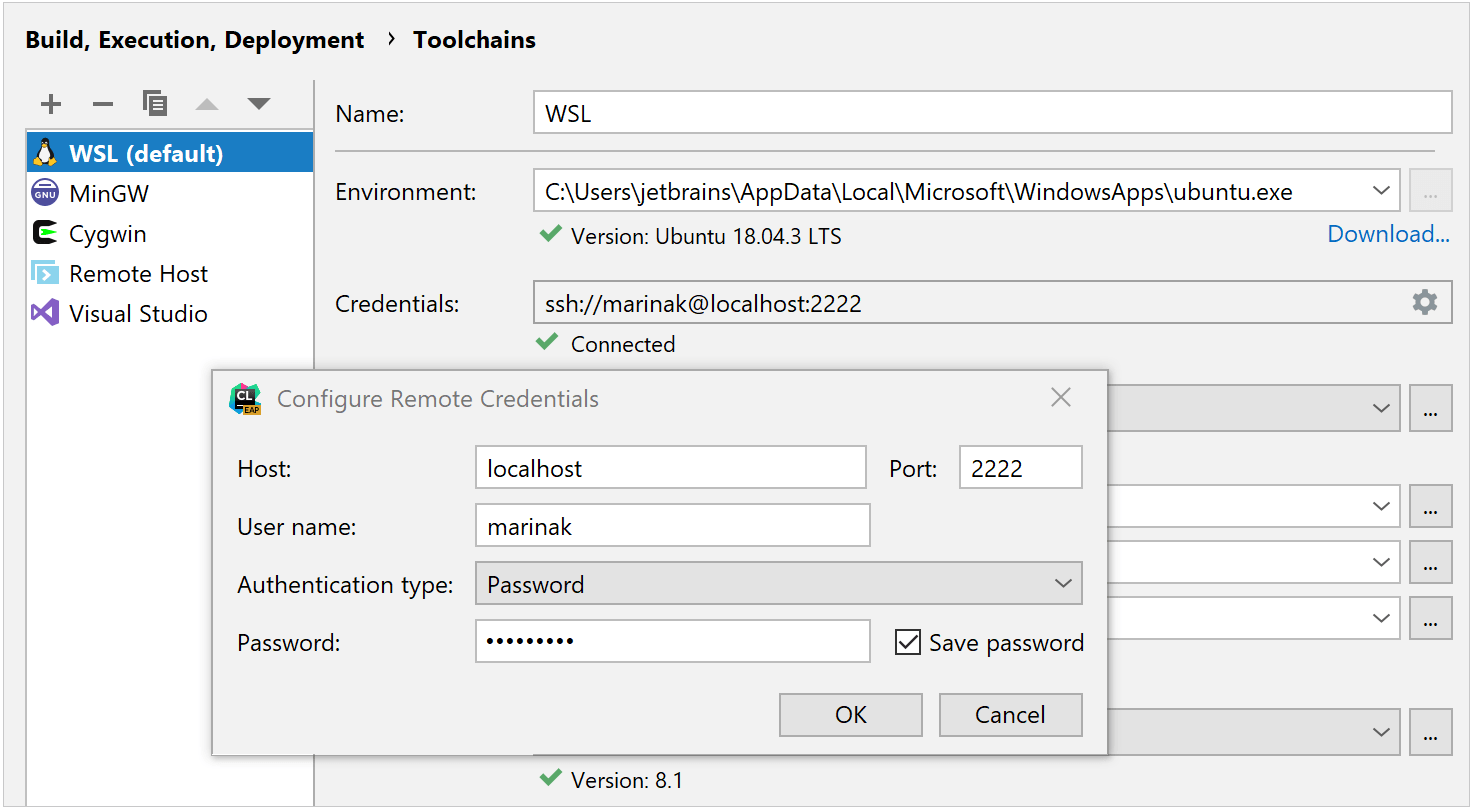 Build, Execution, Deployment › Toolchains
Name: WSL
WSL (default)
MinGW
Cygwin
Remote Host
Visual Studio
GNU
Environment: C:\Users\jetbrains\AppData\Local\Microsoft\WindowsApps\ubuntu.exe ...
Version: Ubuntu 18.04.3 LTS Download...
Credentials: ssh://marinak@localhost:2222
Connected
CL EAP Configure Remote Credentials
...
Host: localhost Port: 2222
...
User name: marinak
...
Authentication type: Password
...
Password: ••••••••• Save password
OK Cancel
...
Version: 8.1